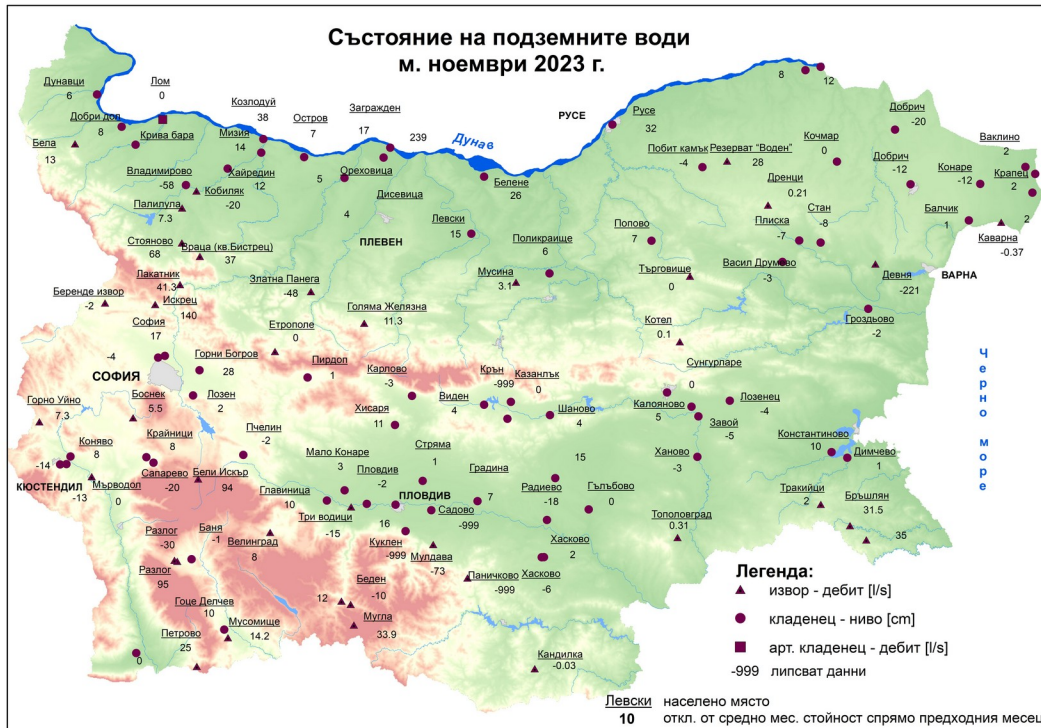 Състояние на подземните води
м. ноември 2023 г.
Дунавци
6
Лом
0
Козлодуй
38
Остров
7
Загражден
17
239
Дунав
РУСЕ
Русе
32
8
12
Добрич
-20
Добри дол
8
Крива бара
Мизия
14
Бела
13
Владимирово
-58
Хайредин
12
Кобиляк
-20
Палилула
7.3
5
Ореховица
Дисевица
4
Белене
26
Побит камък
-4
Резерват "Воден"
28
Кочмар
0
Добрич
-12
Ваклино
2
Конаре
-12
Крапец
2
2
Дренци
0.21
Стан
-8
Балчик
1
Каварна
-0.37
Плиска
-7
Стояново
68
Враца (кв.Бистрец)
37
ПЛЕВЕН
Левски
15
Поликраище
6
Попово
7
Васил Друмево
-3
Девня
-221
ВАРНА
Лакатник
41.3
Златна Панега
-48
Мусина
3.1
Търговище
0
Беренде извор
-2
Искрец
140
Голяма Желязна
11.3
Гроздьово
-2
София
17
Етрополе
0
Котел
0.1
-4
Горни Богров
28
СОФИЯ
Пирдоп
1
Карлово
-3
Крън
-999
Казанлък
0
Сунгурларе
0
Черно море
Горно Уйно
7.3
Боснек
5.5
Лозен
2
Хисаря
11
Виден
4
Шаново
4
Калояново
5
Лозенец
-4
Завой
-5
Коняво
8
Крайници
8
Пчелин
-2
Константиново
10
Димчево
1
Мало Конаре
3
Стряма
1
15
Ханово
-3
-14
Сапарево
-20
Бели Искър
94
Пловдив
-2
Градина
7
Радиево
-18
Гълъбово
0
КЮСТЕНДИЛ
-13
Мърводол
0
Главиница
10
ПЛОВДИВ
Тракийци
2
Бръшлян
31.5
35
Три водици
-15
16
Садово
-999
Тополовград
0.31
Разлог
-30
Баня
-1
Велинград
8
Куклен
-999
Мулдава
-73
Хасково
2
Разлог
95
Беден
-10
Паничково
-999
Хасково
-6
Гоце Делчев
10
12
Мугла
33.9
Мусомище
14.2
Петрово
25
0
Кандилка
-0.03
Легенда:
извор - дебит [l/s]
кладенец - ниво [cm]
арт. кладенец - дебит [l/s]
-999 липсват данни
Левски населено място
10 откл. от средно мес. стойност спрямо предходния месец